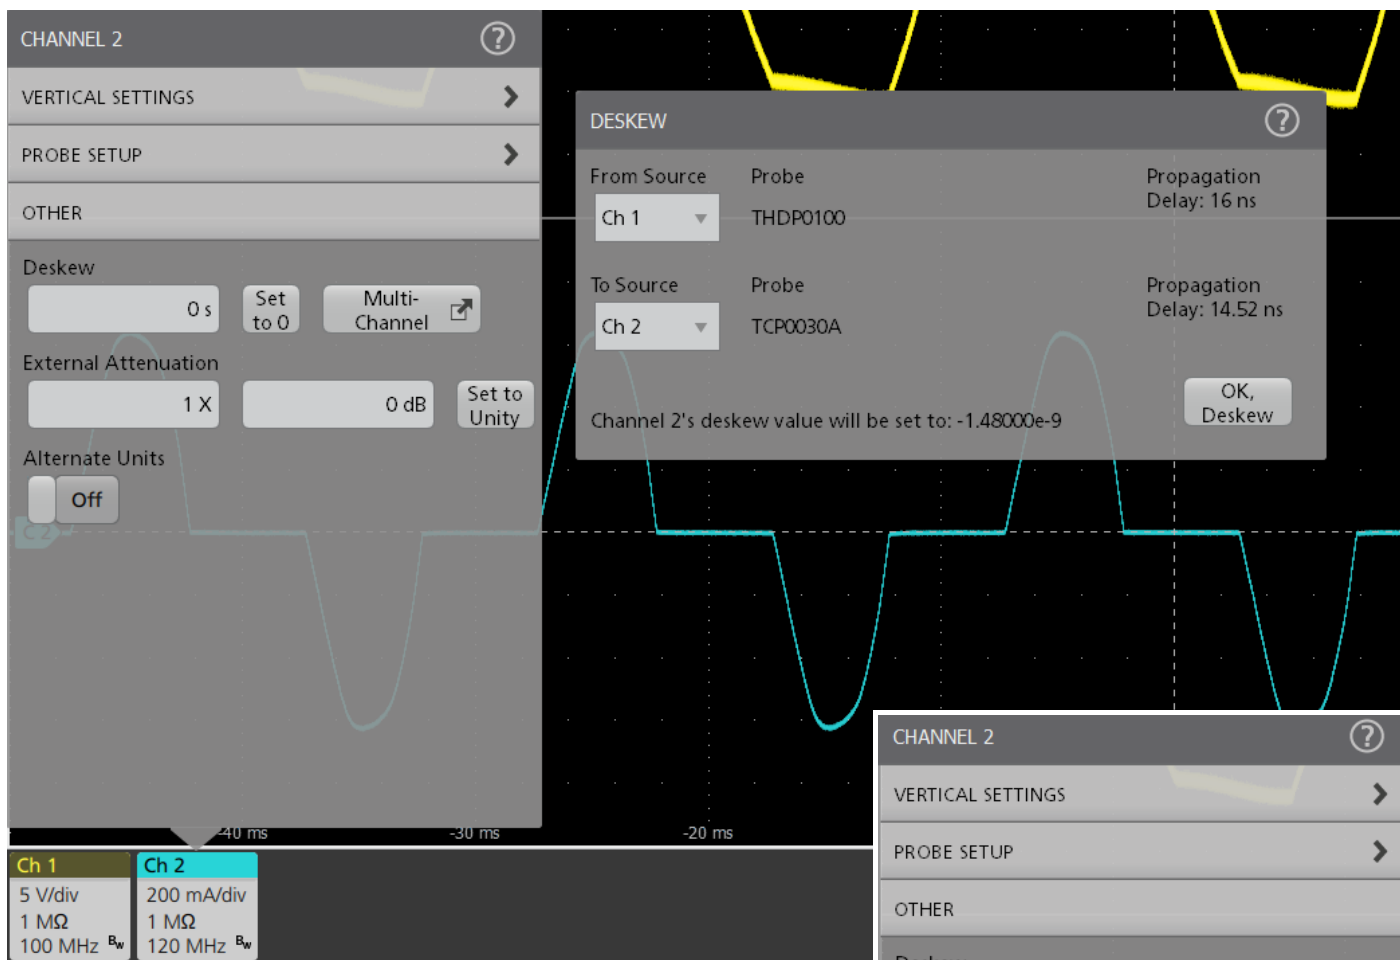 CHANNEL 2
?
VERTICAL SETTINGS
PROBE SETUP
OTHER
Deskew
0 s
Set
to 0
Multi-
Channel
External Attenuation
1 X
0 dB
Set to
Unity
Alternate Units
Off
C2
DESKEW
?
From Source
Probe
Propagation
Delay: 16 ns
Ch 1
THDP0100
To Source
Probe
Propagation
Delay: 14.52 ns
Ch 2
TCP0030A
OK,
Deskew
Channel 2's deskew value will be set to: -1.48000e-9
-40 ms
-30 ms
-20 ms
Ch 1
5 V/div
1 MΩ
100 MHz Bw
Ch 2
200 mA/div
1 MΩ
120 MHz Bw
CHANNEL 2
?
VERTICAL SETTINGS
PROBE SETUP
OTHER